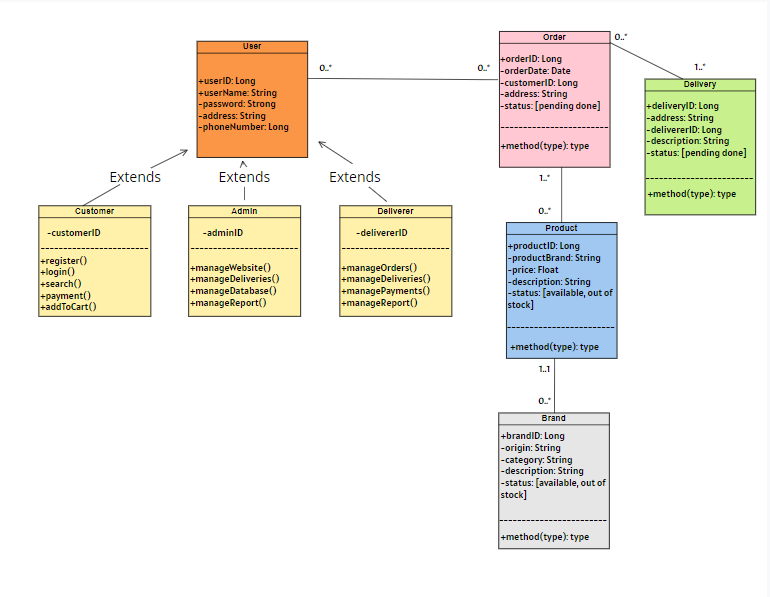 User
+userID: Long
+userName: String
-password: Strong
-address: String
-phoneNumber: Long
0..*
0..*
Order
+orderID: Long
-orderDate: Date
-customerID: Long
-address: String
-status: [pending done]
+method(type): type
0..*
1..*
Delivery
+deliveryID: Long
-address: String
-delivererID: Long
-description: String
-status: [pending done]
+method(type): type
Extends
Extends
Extends
Customer
-customerID
+register()
+login()
+search()
+payment()
+addToCart()
Admin
-adminID
+manageWebsite()
+manageDeliveries()
+manageDatabase()
+manageReport()
Deliverer
-delivererID
+manageOrders()
+manageDeliveries()
+managePayments()
+manageReport()
1..*
0..*
Product
+productID: Long
-productBrand: String
-price: Float
-description: String
-status: [available, out of
stock]
+method(type): type
1..1
0..*
Brand
+brandID: Long
-origin: String
-category: String
-description: String
-status: [available, out of
stock]
+method(type): type